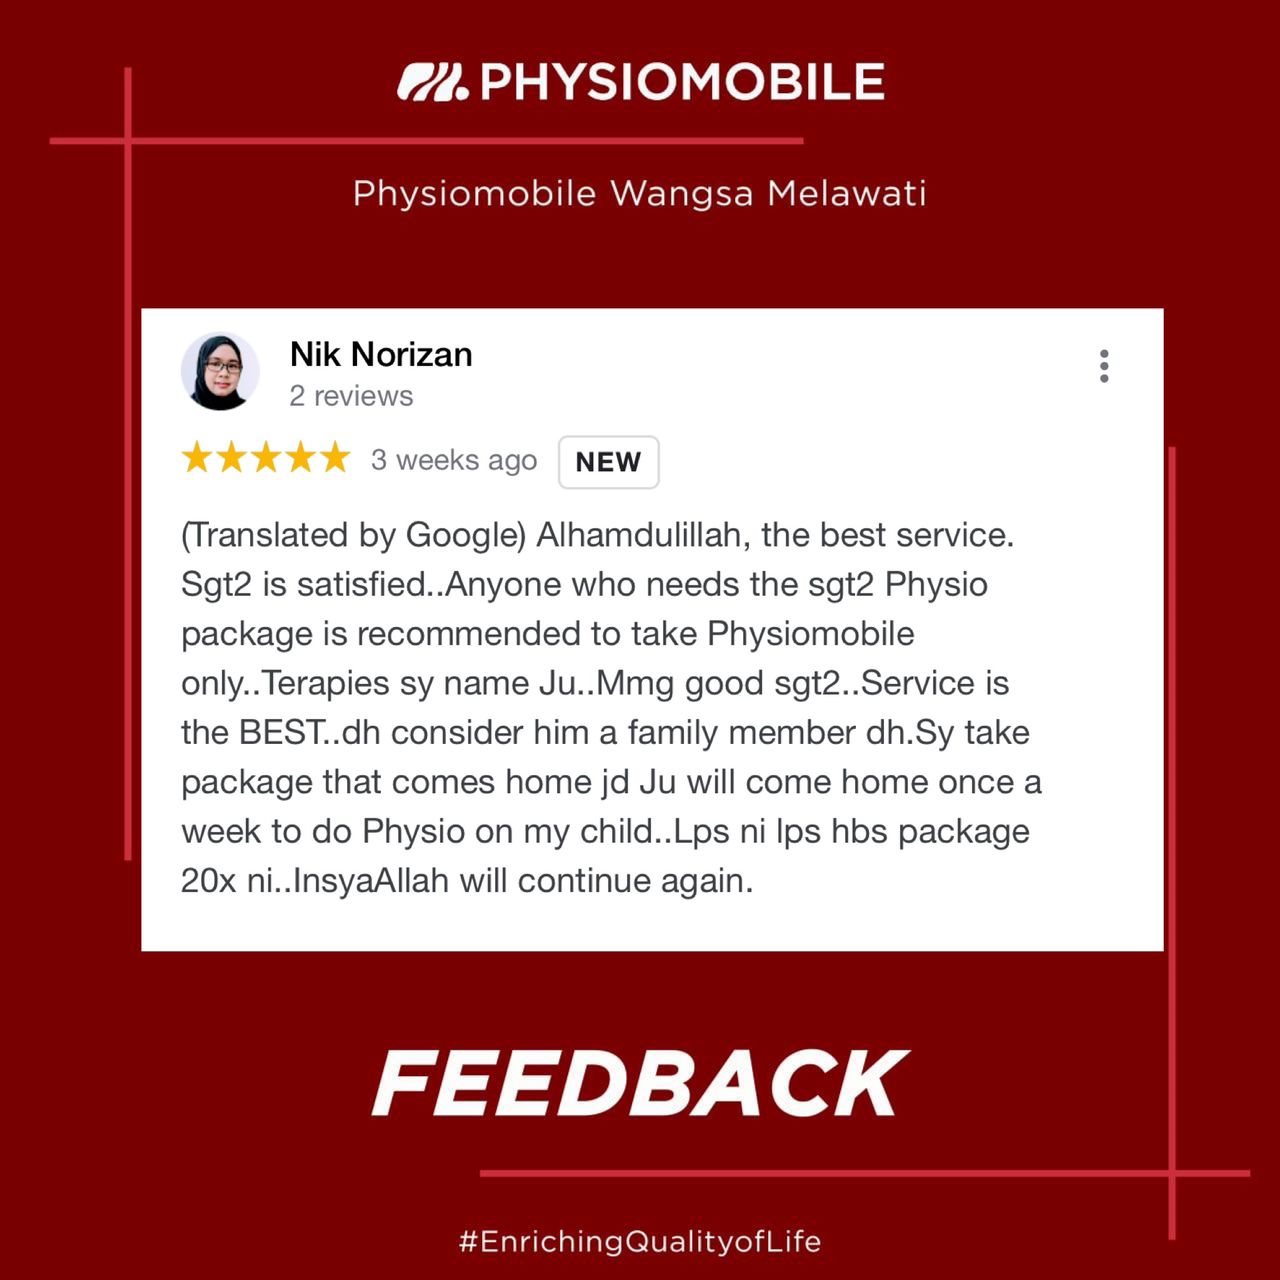 PHYSIOMOBILE
Physiomobile Wangsa Melawati
Nik Norizan
2 reviews
3 weeks ago NEW
(Translated by Google) Alhamdulillah, the best service.
Sgt2 is satisfied..Anyone who needs the sgt2 Physio
package is recommended to take Physiomobile
only..Terapies sy name Ju..Mmg good sgt2..Service is
the BEST..dh consider him a family member dh.Sy take
package that comes home jd Ju will come home once a
week to do Physio on my child..Lps ni lps hbs package
20x ni..InsyaAllah will continue again.
FEEDBACK
#EnrichingQualityofLife